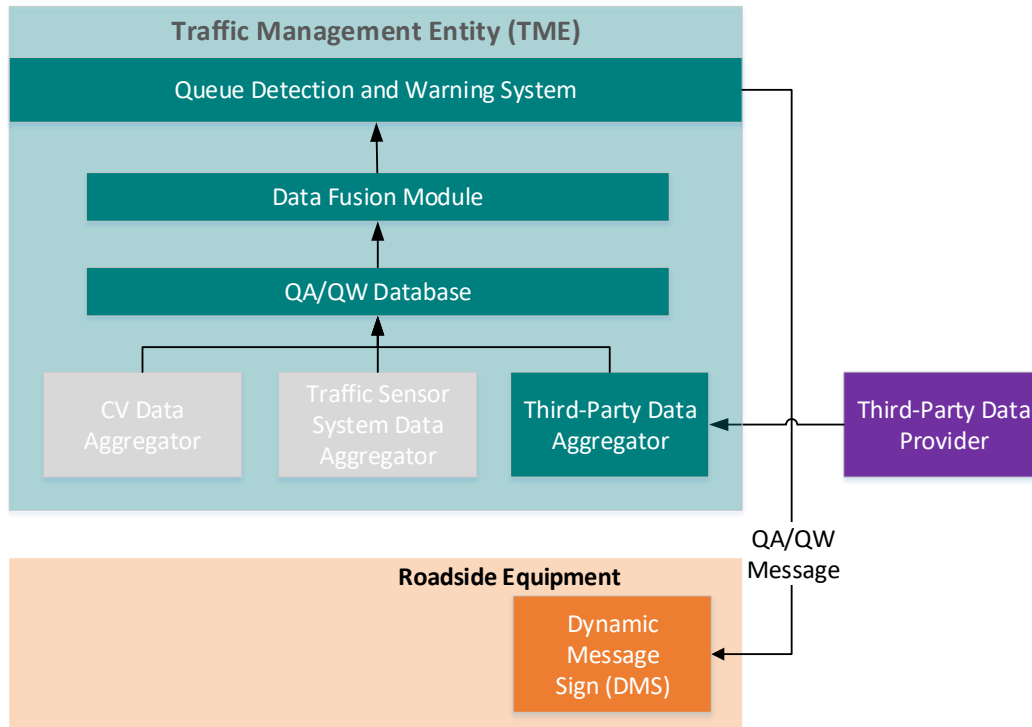 Traffic Management Entity (TME)
Queue Detection and Warning System
Data Fusion Module
QA/QW Database
CV Data
Aggregator
Traffic Sensor
System Data
Aggregator
Third-Party Data
Aggregator
Third-Party Data
Provider
QA/QW
Message
Roadside Equipment
Dynamic
Message
Sign (DMS)